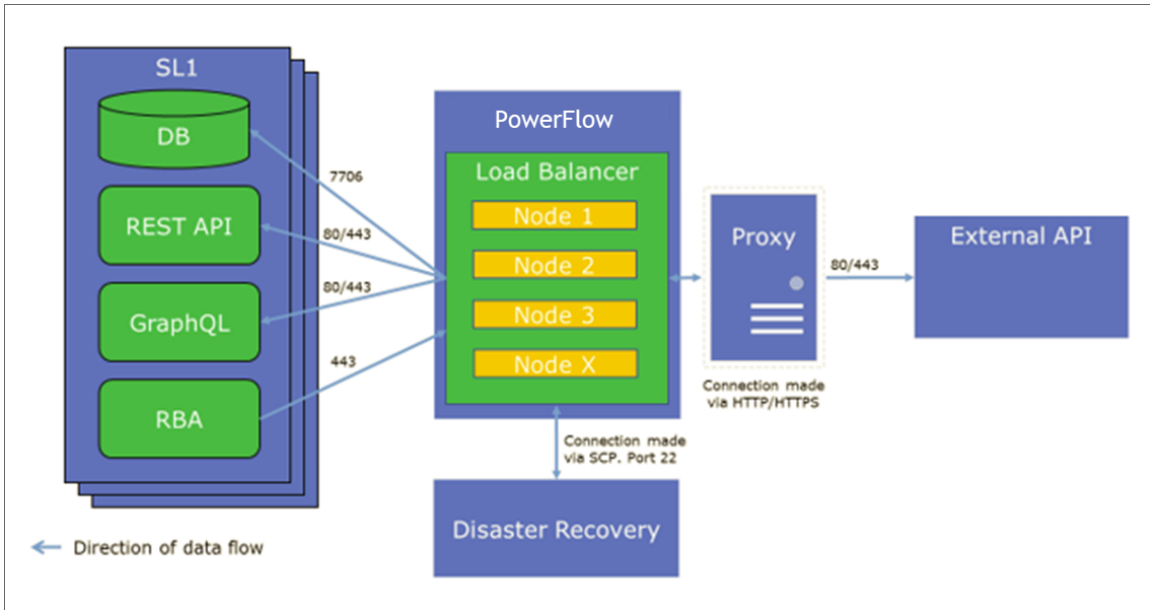 SL1
DB
REST API
GraphQL
RBA
7706
80/443
80/443
443
PowerFlow
Load Balancer
Node 1
Node 2
Node 3
Node X
Proxy
Connection made
via HTTP/HTTPS
80/443
External API
Connection made
via SCP. Port 22
Disaster Recovery
Direction of data flow